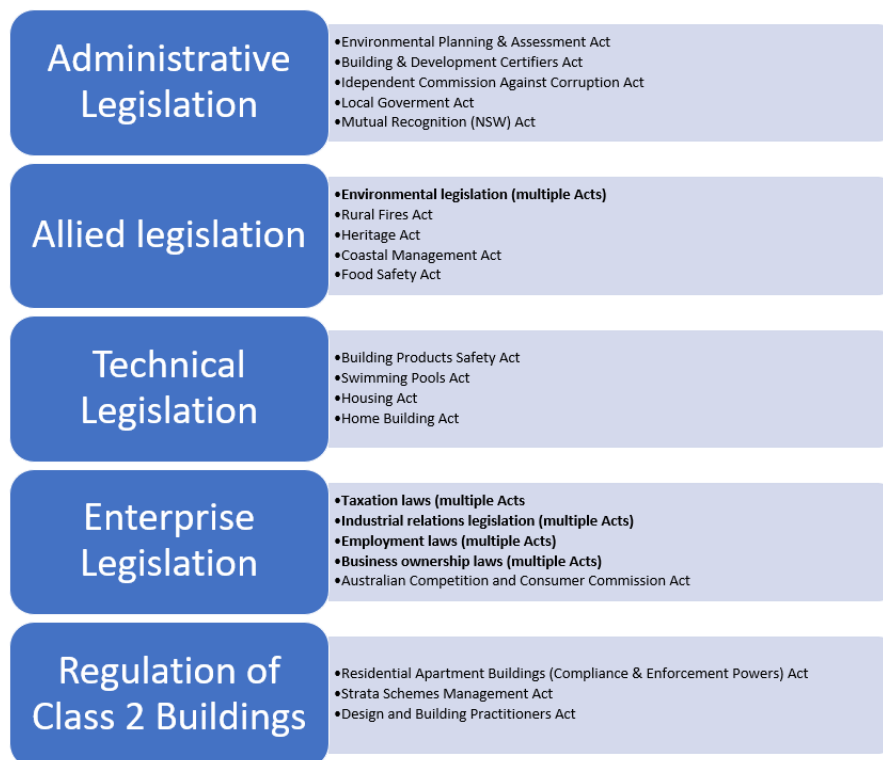 Administrative
Legislation
•Environmental Planning & Assessment Act
•Building & Development Certifiers Act
•Idependent Commission Against Corruption Act
•Local Goverment Act
•Mutual Recognition (NSW) Act
Allied legislation
•Environmental legislation (multiple Acts)
•Rural Fires Act
•Heritage Act
•Coastal Management Act
•Food Safety Act
Technical
Legislation
•Building Products Safety Act
•Swimming Pools Act
•Housing Act
•Home Building Act
Enterprise
Legislation
•Taxation laws (multiple Acts
•Industrial relations legislation (multiple Acts)
•Employment laws (multiple Acts)
•Business ownership laws (multiple Acts)
•Australian Competition and Consumer Commission Act
Regulation of
Class 2 Buildings
•Residential Apartment Buildings (Compliance & Enforcement Powers) Act
•Strata Schemes Management Act
•Design and Building Practitioners Act